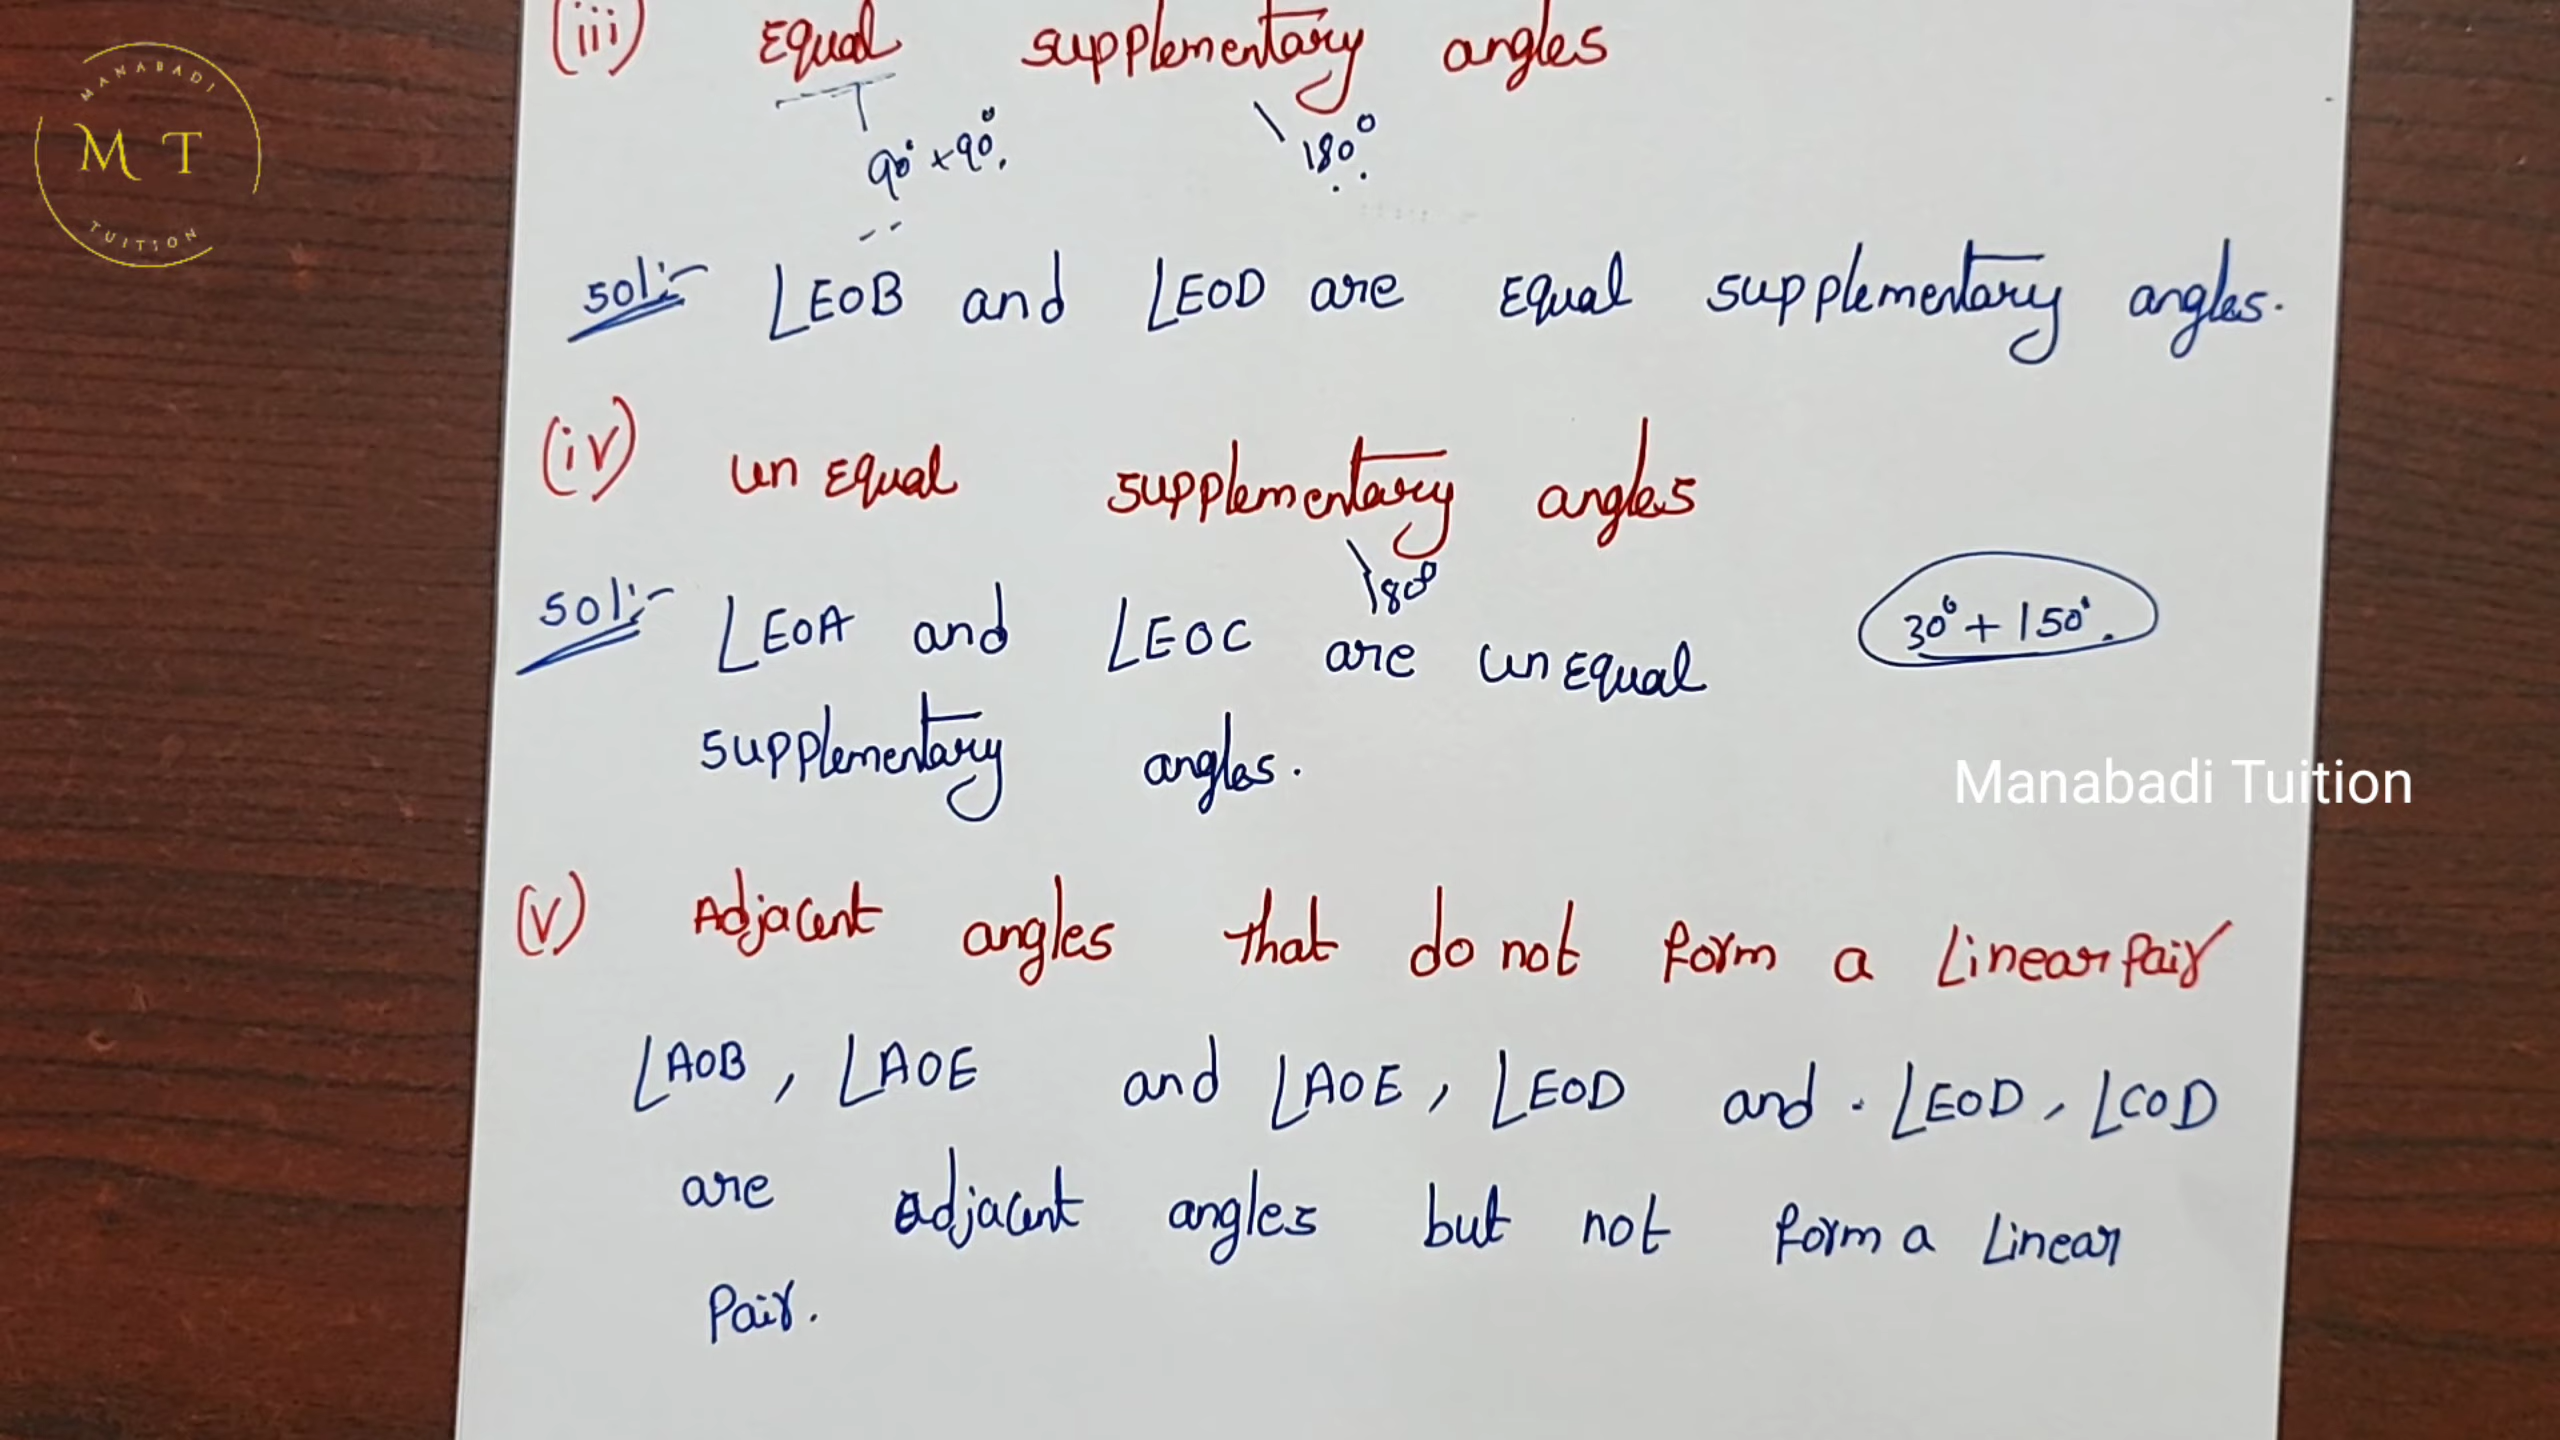 MANABADI
M T
TUITION
(iii) Equal supplementary angles
90° + 90°. 180°
Sol:- ∠EOB and ∠EOD are Equal supplementary angles.
(iv) un Equal supplementary angles
180°
Sol:- ∠EOA and ∠EOC are un Equal
30° + 150°.
supplementary angles.
Manabadi Tuition
(v) Adjacent angles that do not form a Linear pair
∠AOB, ∠AOE and ∠AOE, ∠EOD and . ∠EOD, ∠COD
are adjacent angles but not form a Linear
Pair.